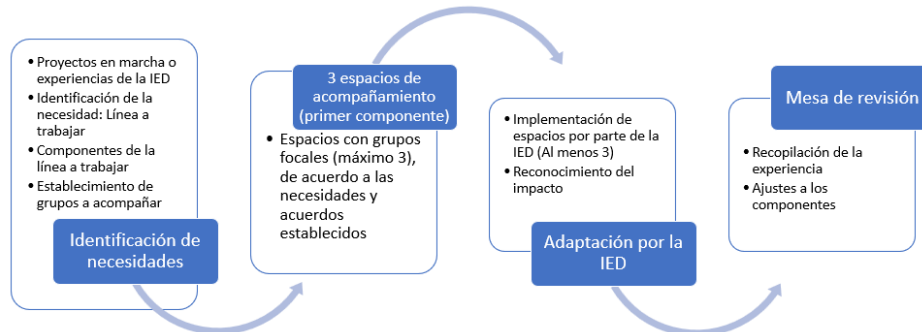 • Proyectos en marcha o
experiencias de la IED
• Identificación de la
necesidad: Línea a
trabajar
• Componentes de la
línea a trabajar
• Establecimiento de
grupos a acompañar
Identificación de
necesidades
3 espacios de
acompañamiento
(primer componente)
• Espacios con grupos
focales (máximo 3),
de acuerdo a las
necesidades y
acuerdos
establecidos
• Implementación de
espacios por parte de la
IED (Al menos 3)
• Reconocimiento del
impacto
Adaptación por la
IED
Mesa de revisión
• Recopilación de la
experiencia
• Ajustes a los
componentes